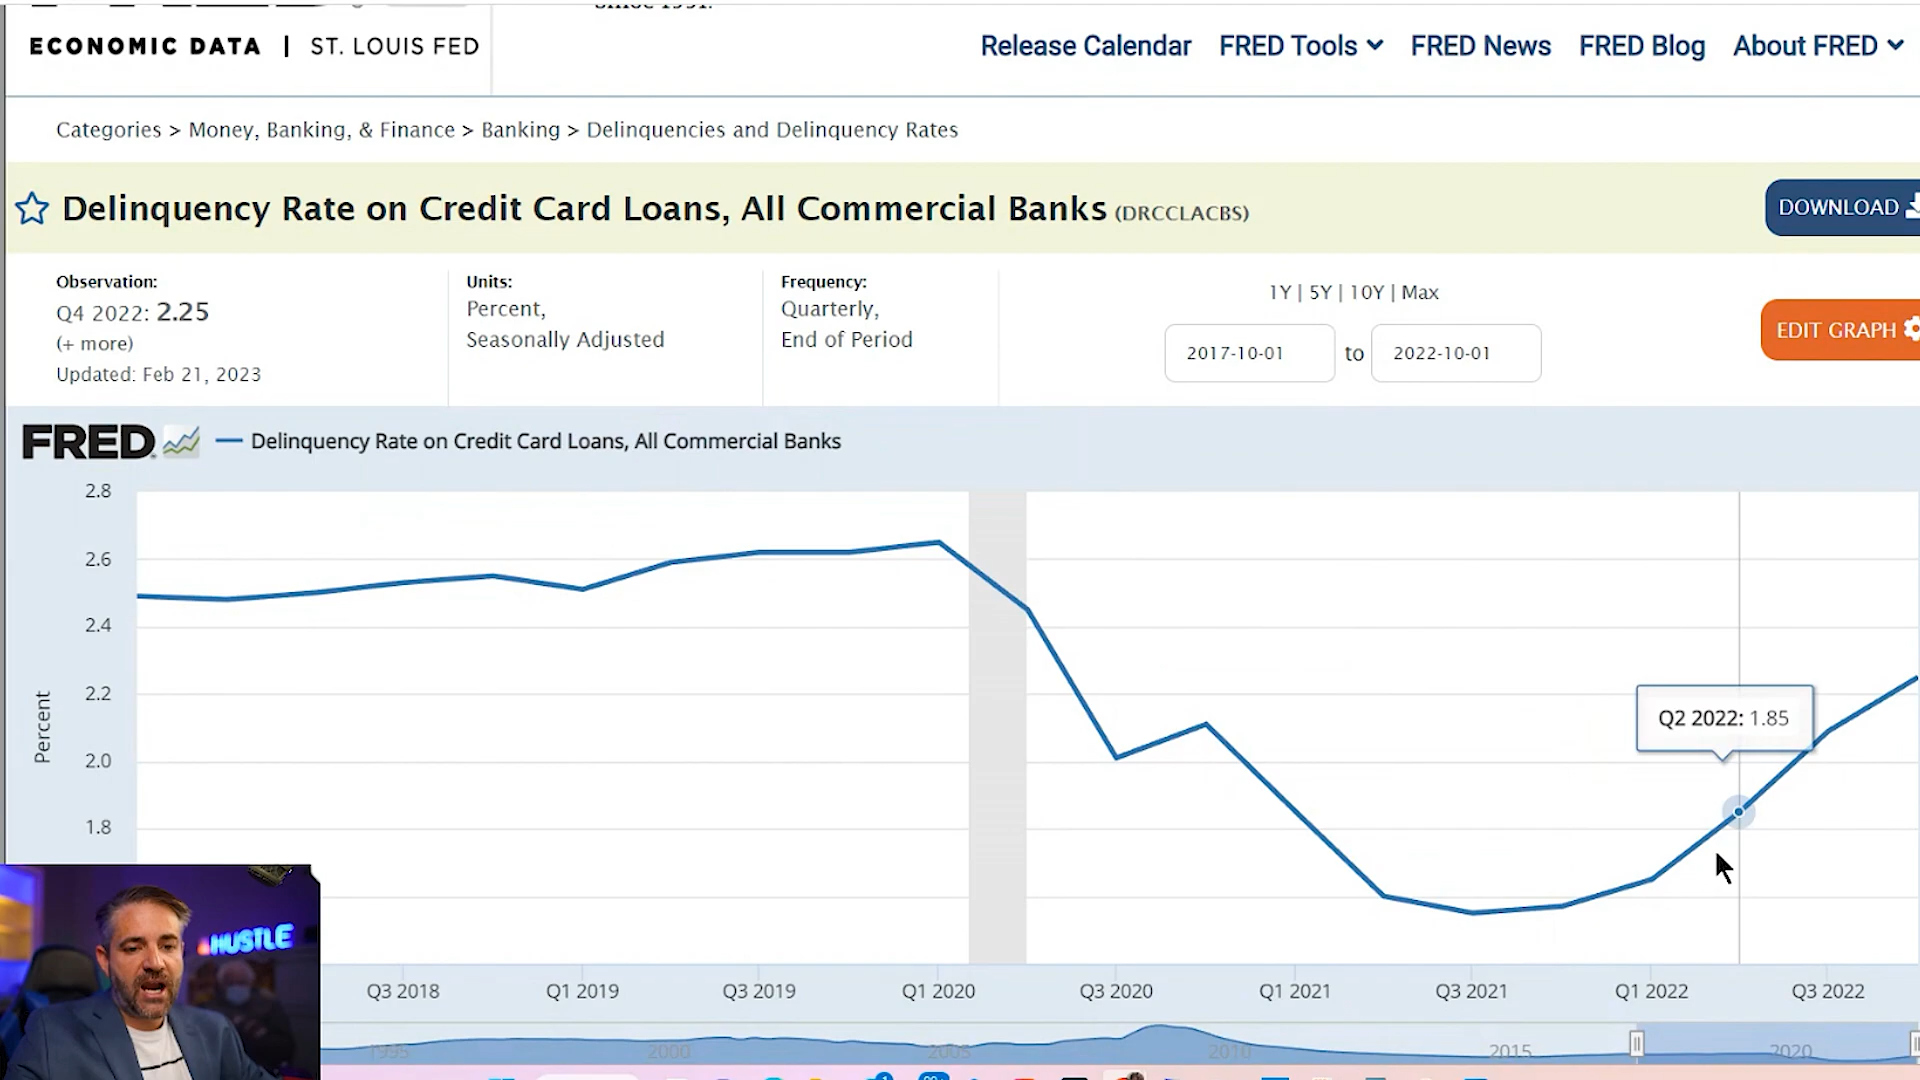 since 1991.
ECONOMIC DATA | ST. LOUIS FED
Release Calendar FRED Tools FRED News FRED Blog About FRED
Categories > Money, Banking, & Finance > Banking > Delinquencies and Delinquency Rates
Delinquency Rate on Credit Card Loans, All Commercial Banks (DRCCLACBS)
DOWNLOAD
Observation:
Q4 2022: 2.25
(+ more)
Updated: Feb 21, 2023
Units:
Percent,
Seasonally Adjusted
Frequency:
Quarterly,
End of Period
1Y | 5Y | 10Y | Max
2017-10-01 to 2022-10-01
EDIT GRAPH
FRED Delinquency Rate on Credit Card Loans, All Commercial Banks
2.8
2.6
2.4
2.2
2.0
1.8
Percent
Q2 2022: 1.85
HUSTLE
Q3 2018 Q1 2019 Q3 2019 Q1 2020 Q3 2020 Q1 2021 Q3 2021 Q1 2022 Q3 2022
1995 2000 2005 2010 2015 2020